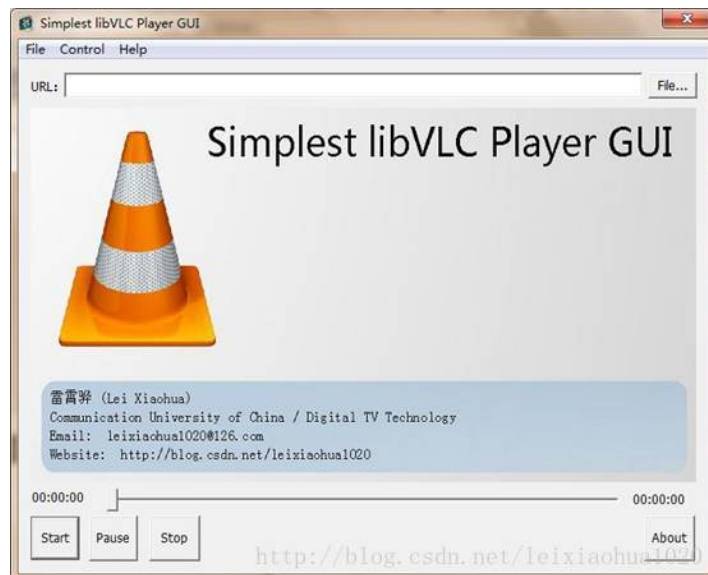 Simplest libVLC Player GUI
File Control Help
URL: File...
Simplest libVLC Player GUI
雷霄骅 (Lei Xiaohua)
Communication University of China / Digital TV Technology
Email: leixiaohua1020@126.com
Website: http://blog.csdn.net/leixiaohua1020
00:00:00 00:00:00
Start Pause Stop About
http://blog.csdn.net/leixiaohua1020